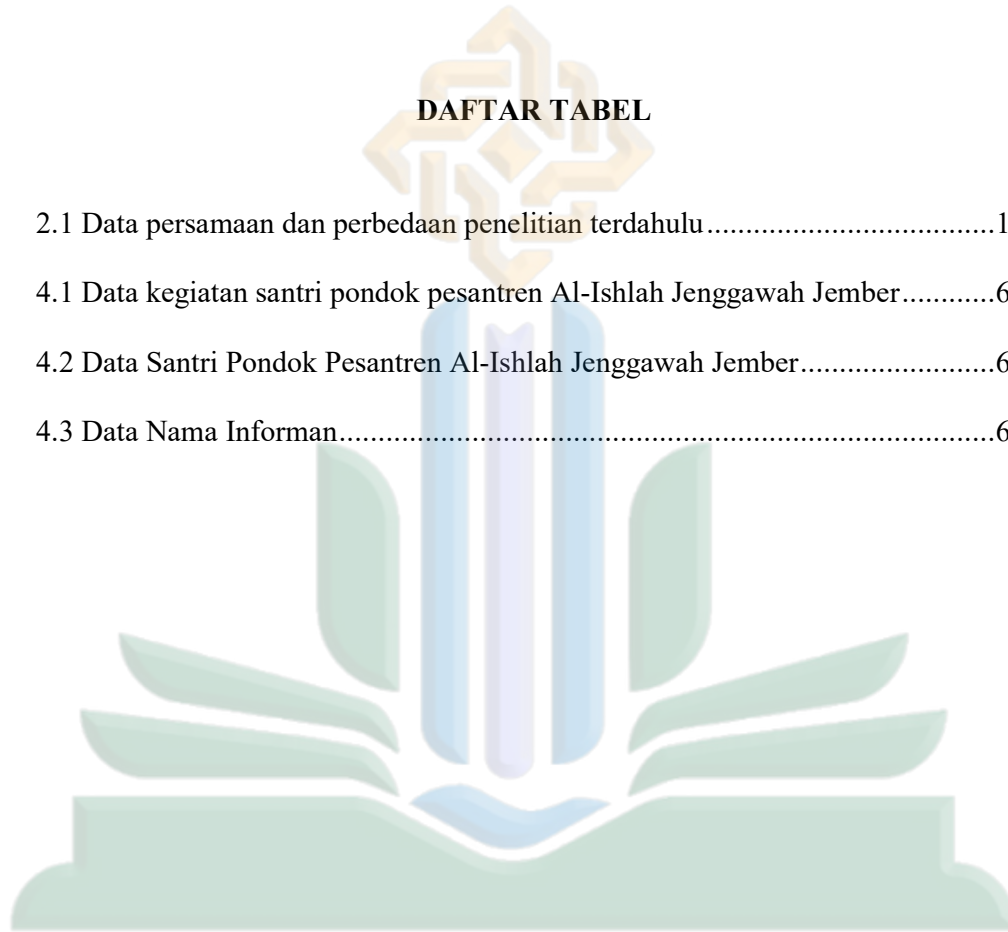 DAFTAR TABEL
2.1 Data persamaan dan perbedaan penelitian terdahulu.....................................1
4.1 Data kegiatan santri pondok pesantren Al-Ishlah Jenggawah Jember............6
4.2 Data Santri Pondok Pesantren Al-Ishlah Jenggawah Jember.........................6
4.3 Data Nama Informan.....................................................................................6